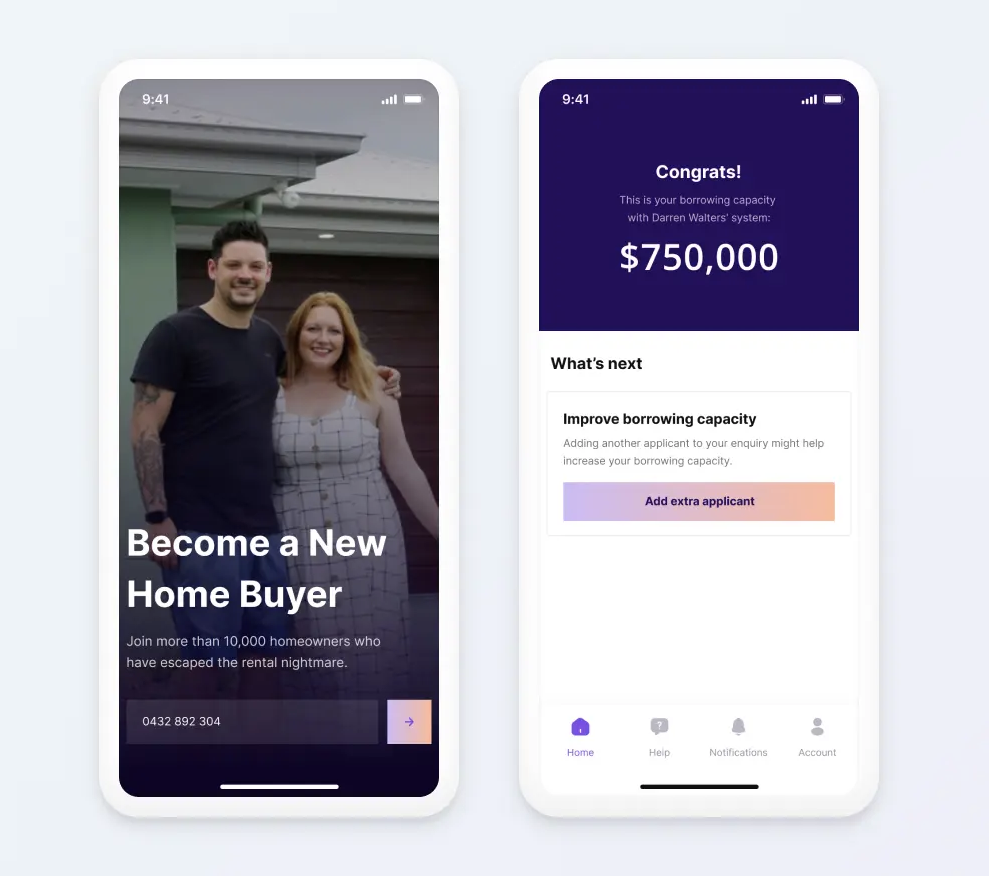 9:41
Become a New
Home Buyer
Join more than 10,000 homeowners who
have escaped the rental nightmare.
0432 892 304
9:41
Congrats!
This is your borrowing capacity
with Darren Walters' system:
$750,000
What's next
Improve borrowing capacity
Adding another applicant to your enquiry might help
increase your borrowing capacity.
Add extra applicant
?
Home Help Notifications Account